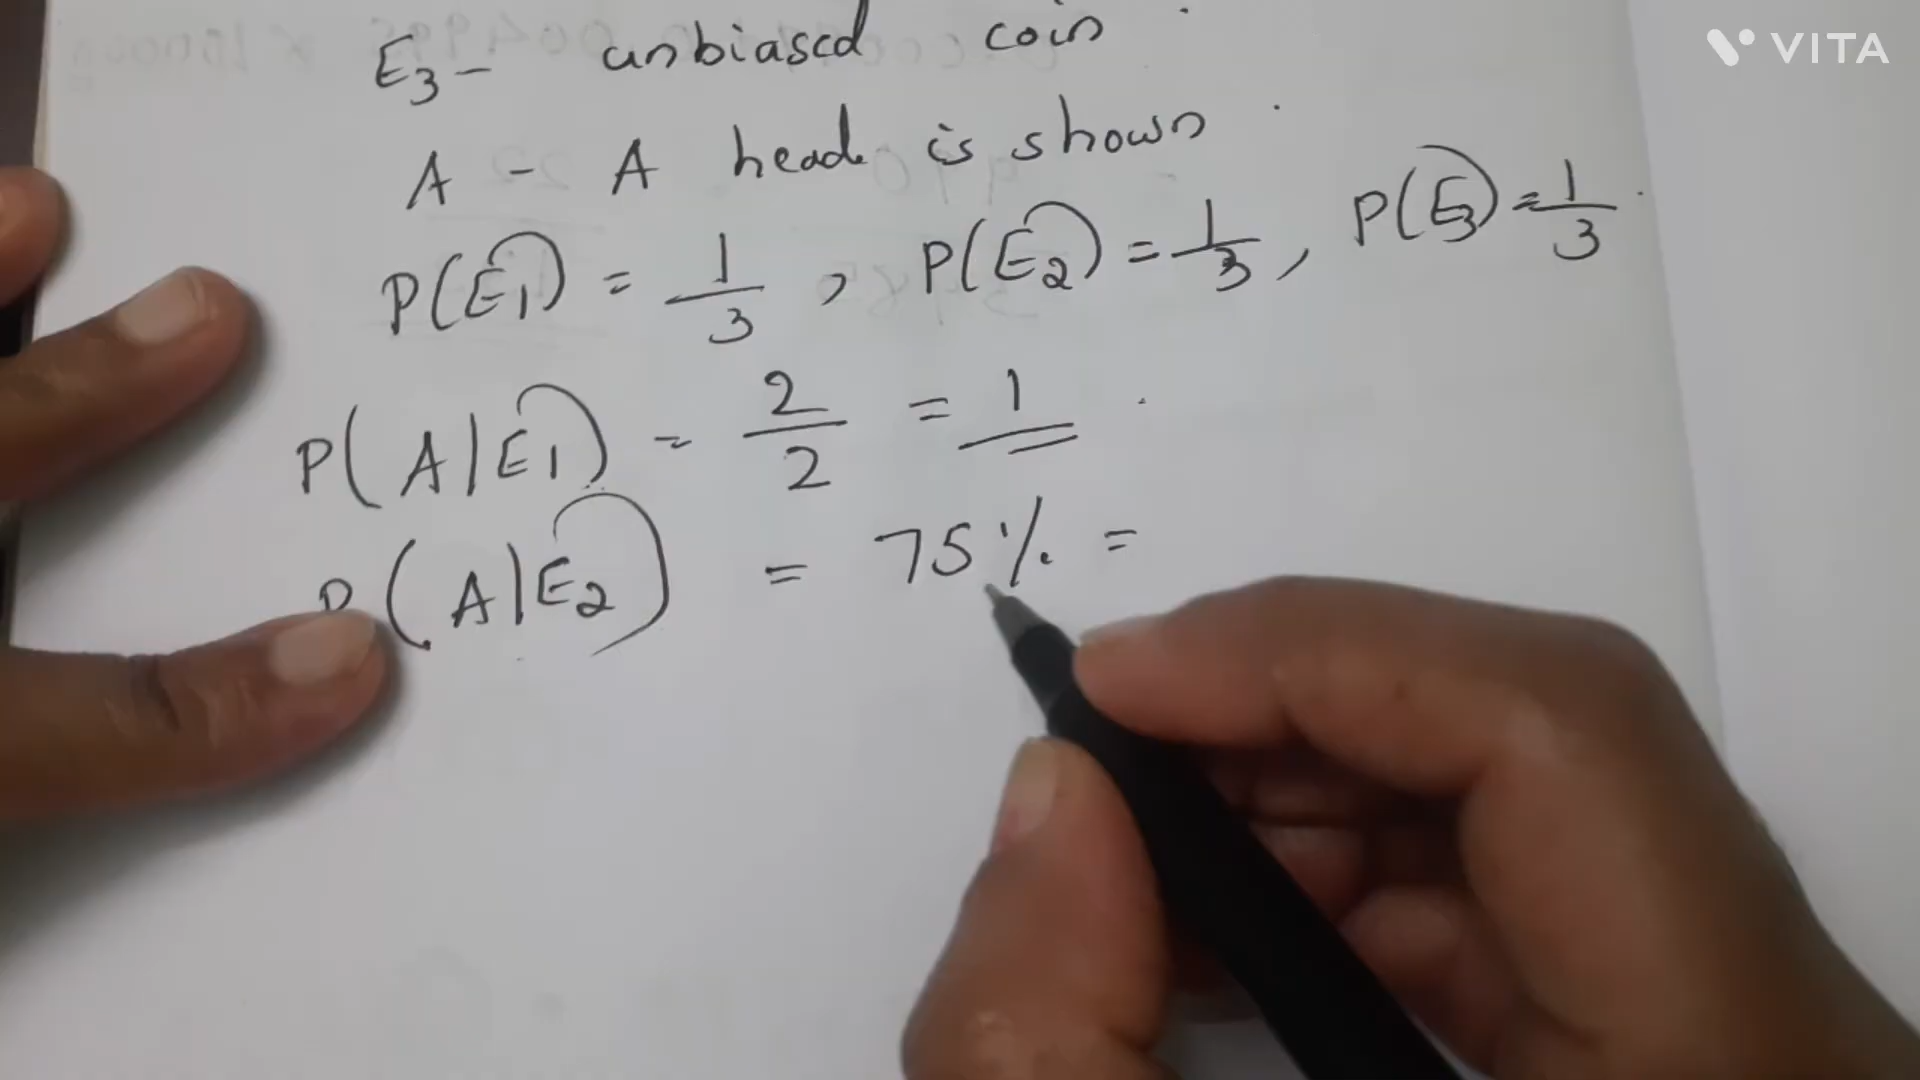 E3 - unbiased coin.
VITA
A - A head is shown.
P(E1) = 1/3, P(E2) = 1/3, P(E3) = 1/3.
P(A|E1) = 2/2 = 1.
P(A|E2) = 75% =